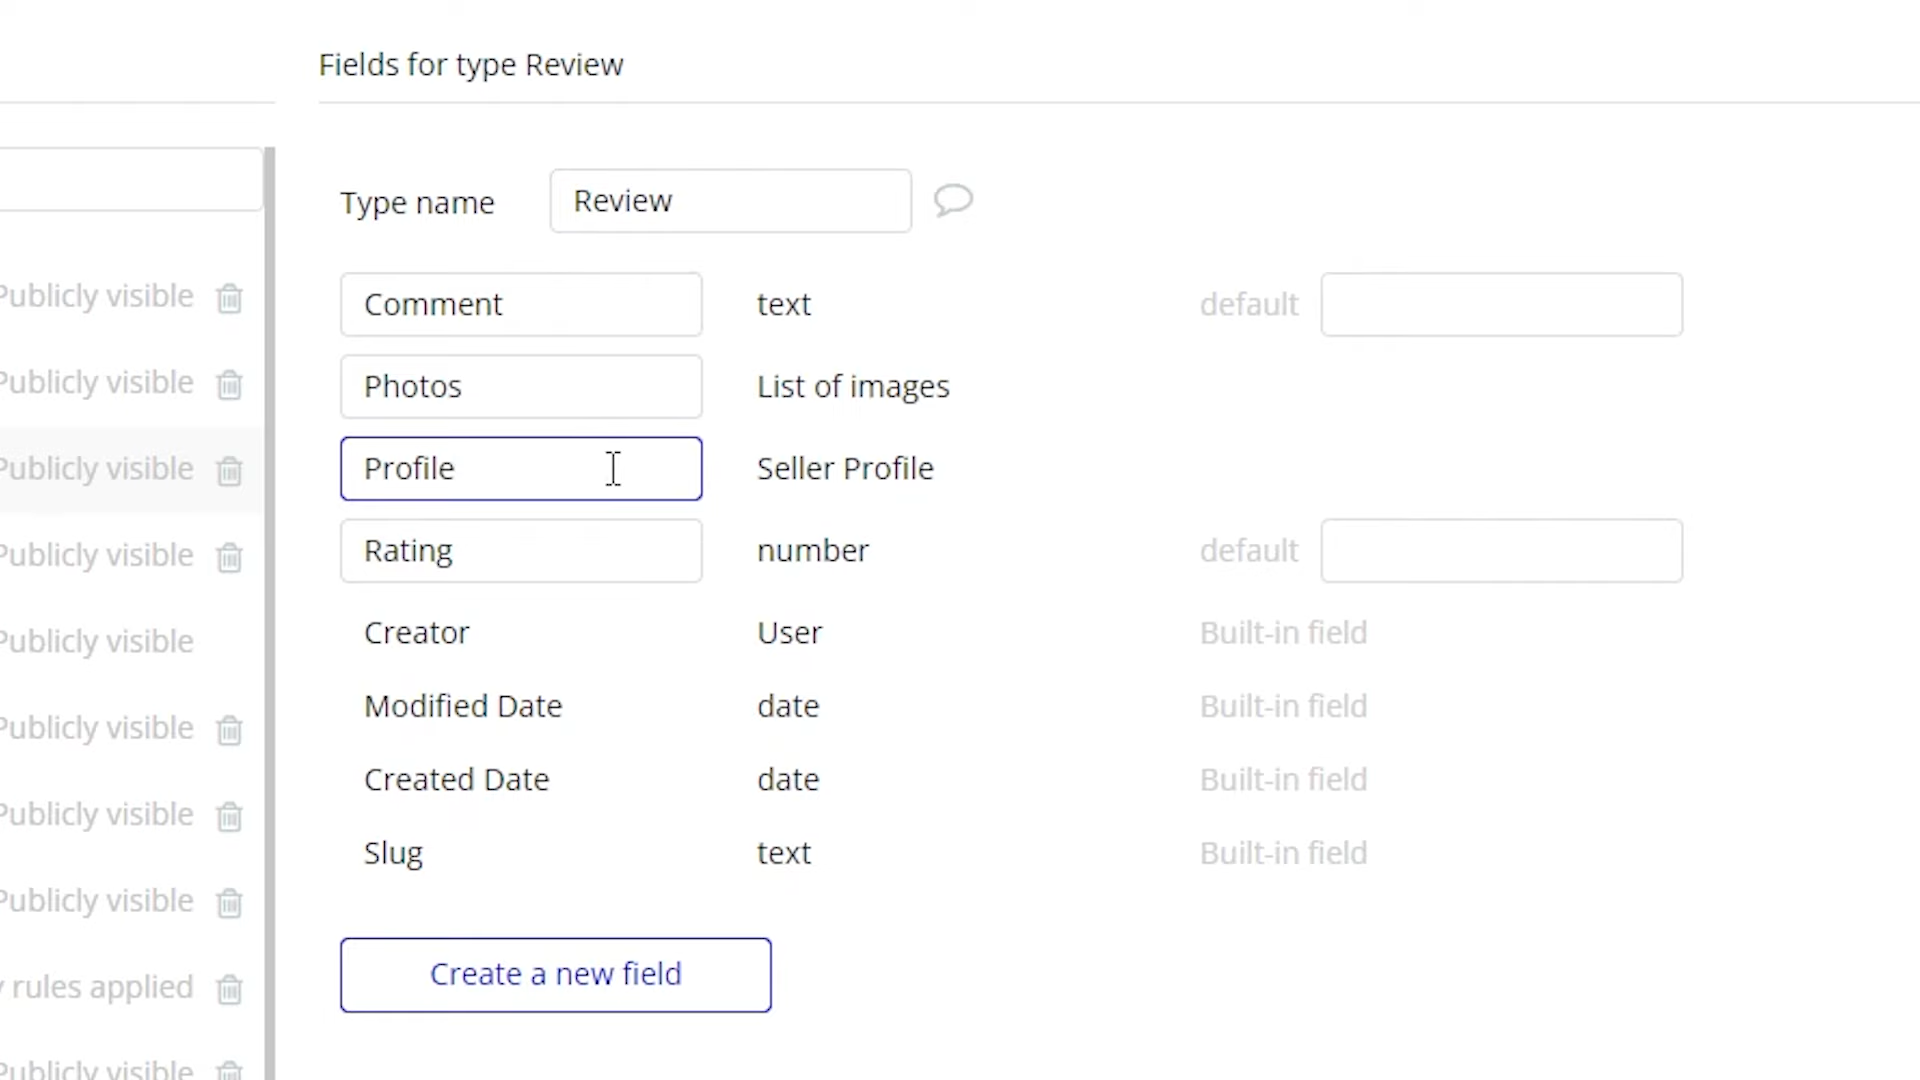 Fields for type Review
Type name Review
Publicly visible
Comment text default
Publicly visible
Photos List of images
Publicly visible
Profile Seller Profile
Publicly visible
Rating number default
Publicly visible
Creator User Built-in field
Publicly visible
Modified Date date Built-in field
Publicly visible
Created Date date Built-in field
Publicly visible
Slug text Built-in field
rules applied
Create a new field
Publicly visible